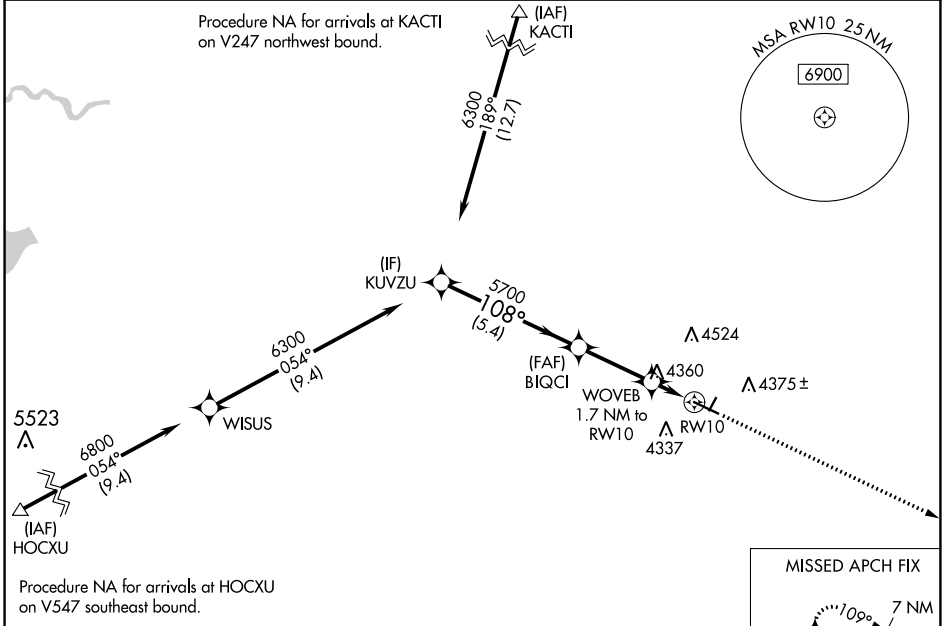 Procedure NA for arrivals at KACTI
on V247 northwest bound.
(IAF)
KACTI
MSA RW10 25 NM
6900
6300
189°
(12.7)
(IF)
KUVZU
5700
108°
(5.4)
6300
054°
(9.4)
(FAF)
BIQCI
4524
4360
4375±
WOVEB
1.7 NM to
RW10
RW10
4337
WISUS
5523
6800
054°
(9.4)
(IAF)
HOCXU
Procedure NA for arrivals at HOCXU
on V547 southeast bound.
MISSED APCH FIX
109°
7 NM